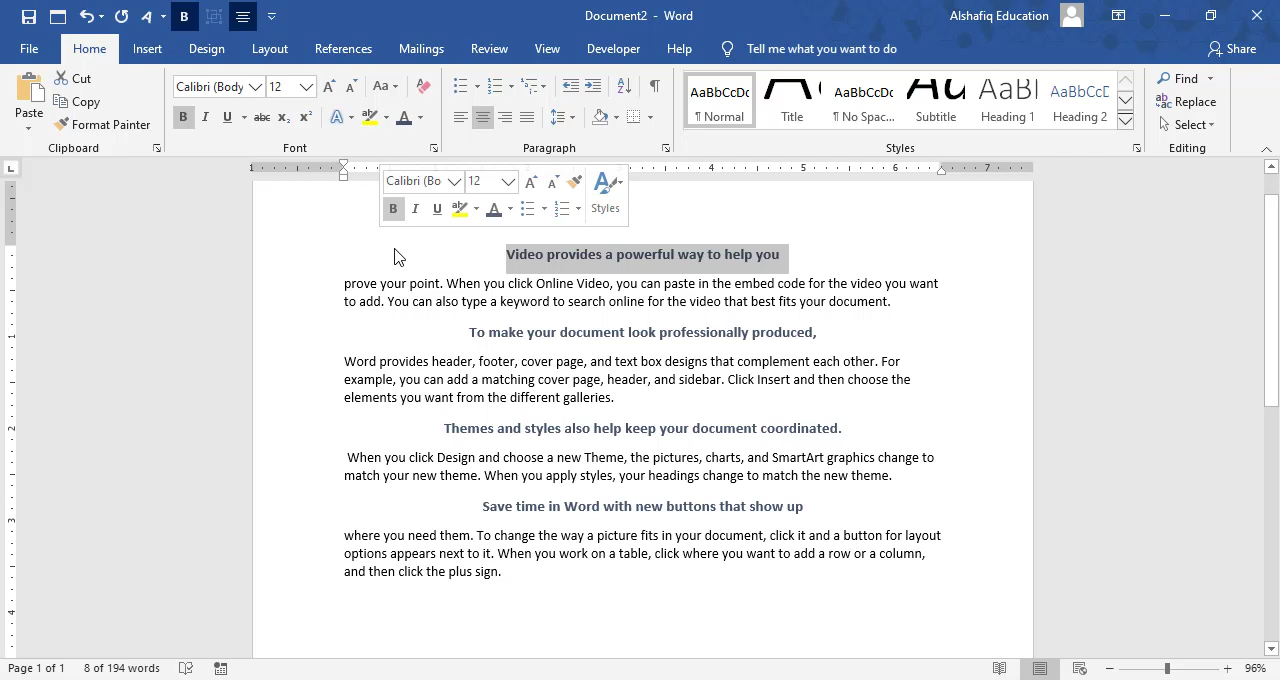 Document2 - Word
Alshafiq Education
File Home Insert Design Layout References Mailings Review View Developer Help Tell me what you want to do Share
Paste
Cut
Copy
Format Painter
Clipboard
Calibri (Body 12 Aa
B I U abc x₂ x² A ab A
Font
Paragraph
AaBbCcDc AaBbCcDc AaBbCcDc
¶ Normal Title ¶ No Spac... Subtitle Heading 1 Heading 2
Styles
Find
Replace
Select
Editing
1 4 5 6 7
Calibri (Bo 12
B I U ab A Styles
Video provides a powerful way to help you
prove your point. When you click Online Video, you can paste in the embed code for the video you want
to add. You can also type a keyword to search online for the video that best fits your document.
To make your document look professionally produced,
Word provides header, footer, cover page, and text box designs that complement each other. For
example, you can add a matching cover page, header, and sidebar. Click Insert and then choose the
elements you want from the different galleries.
Themes and styles also help keep your document coordinated.
When you click Design and choose a new Theme, the pictures, charts, and SmartArt graphics change to
match your new theme. When you apply styles, your headings change to match the new theme.
Save time in Word with new buttons that show up
where you need them. To change the way a picture fits in your document, click it and a button for layout
options appears next to it. When you work on a table, click where you want to add a row or a column,
and then click the plus sign.
Page 1 of 1 8 of 194 words 96%